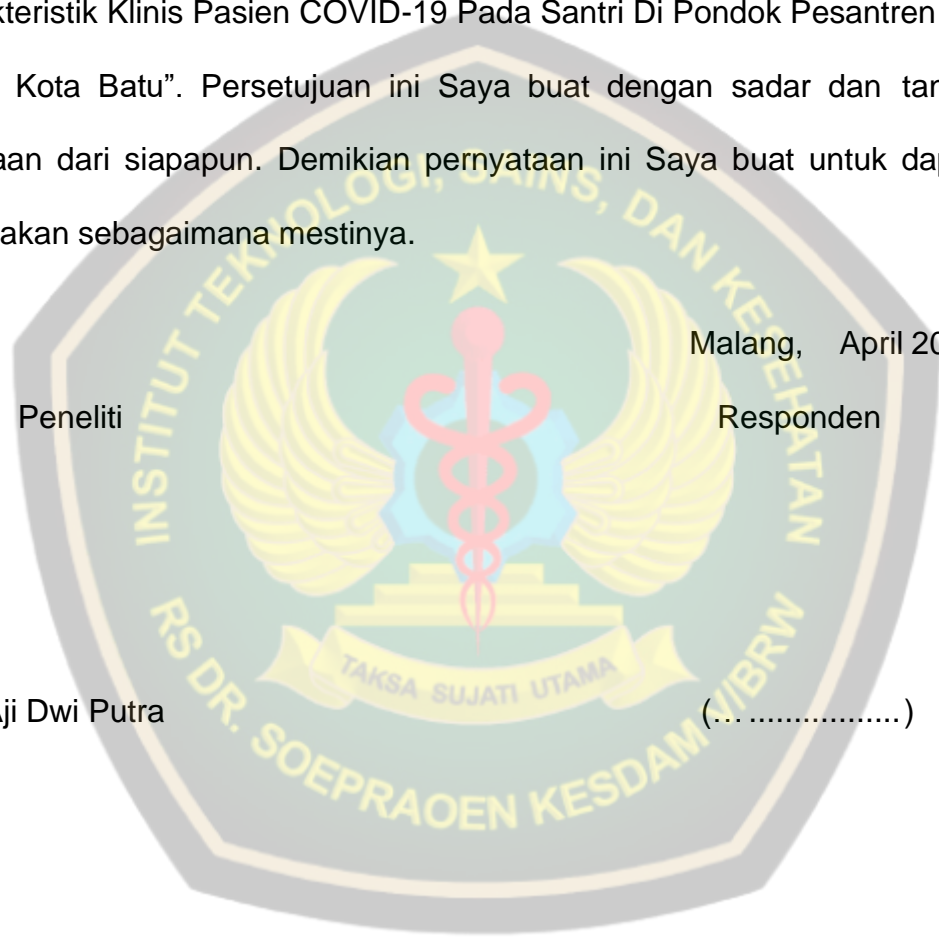 kteristik Klinis Pasien COVID-19 Pada Santri Di Pondok Pesantren
Kota Batu”. Persetujuan ini Saya buat dengan sadar dan tan
aan dari siapapun. Demikian pernyataan ini Saya buat untuk dap
akan sebagaimana mestinya.
Malang, April 20
Peneliti Responden
Aji Dwi Putra (… .................)
INSTITUT TEKNOLOGI, SAINS, DAN KESEHATAN
TAKSA SUJATI UTAMA
RS DR. SOEPRAOEN KESDAM V/BRW